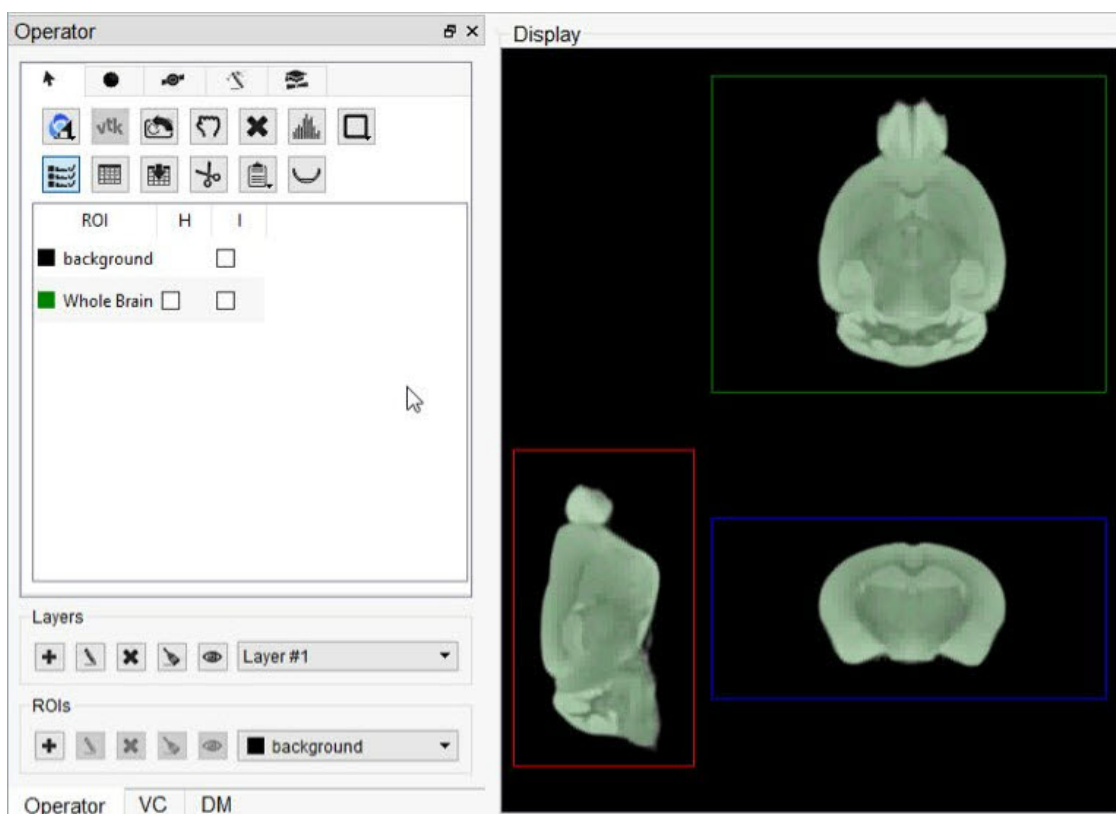 Operator
Display
vtk
ROI H I
background
Whole Brain
Layers
Layer #1
ROIs
background
Operator VC DM